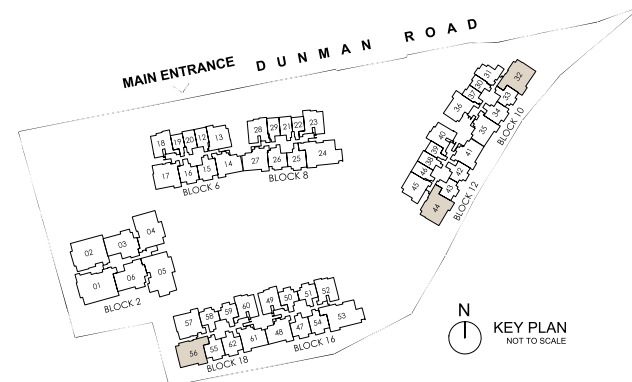 DUNMAN ROAD
MAIN ENTRANCE
18 19 20 12 13
17 16 15 14
BLOCK 6
28 29 21 22 23
27 26 25 24
BLOCK 8
31 32
30
37 33
36 34
35
BLOCK 10
40
39 41
38
46 42
45 43
44
BLOCK 12
02 03 04
01 06 05
BLOCK 2
57 58 59 60
56 55 62 61
BLOCK 18
49 50 51 52
48 47 54 53
BLOCK 16
N
KEY PLAN
NOT TO SCALE